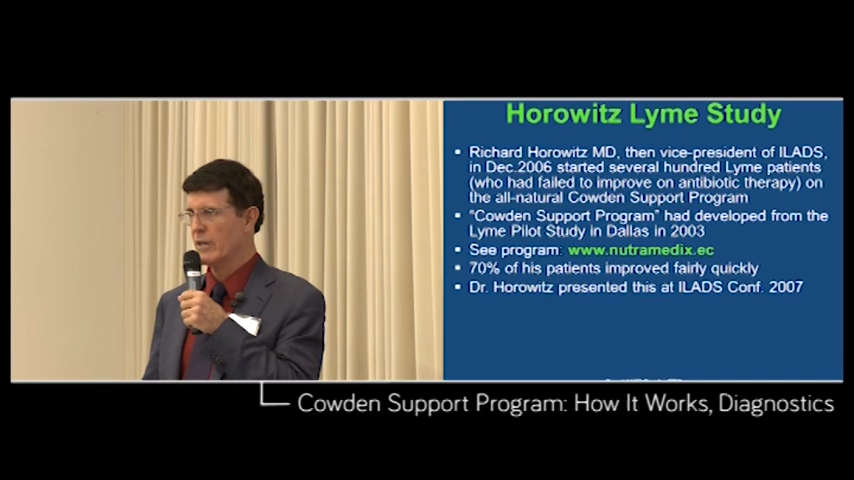 Horowitz Lyme Study
• Richard Horowitz MD, then vice-president of ILADS,
in Dec.2006 started several hundred Lyme patients
(who had failed to improve on antibiotic therapy) on
the all-natural Cowden Support Program
• “Cowden Support Program” had developed from the
Lyme Pilot Study in Dallas in 2003
• See program: www.nutramedix.ec
• 70% of his patients improved fairly quickly
• Dr. Horowitz presented this at ILADS Conf. 2007
Cowden Support Program: How It Works, Diagnostics